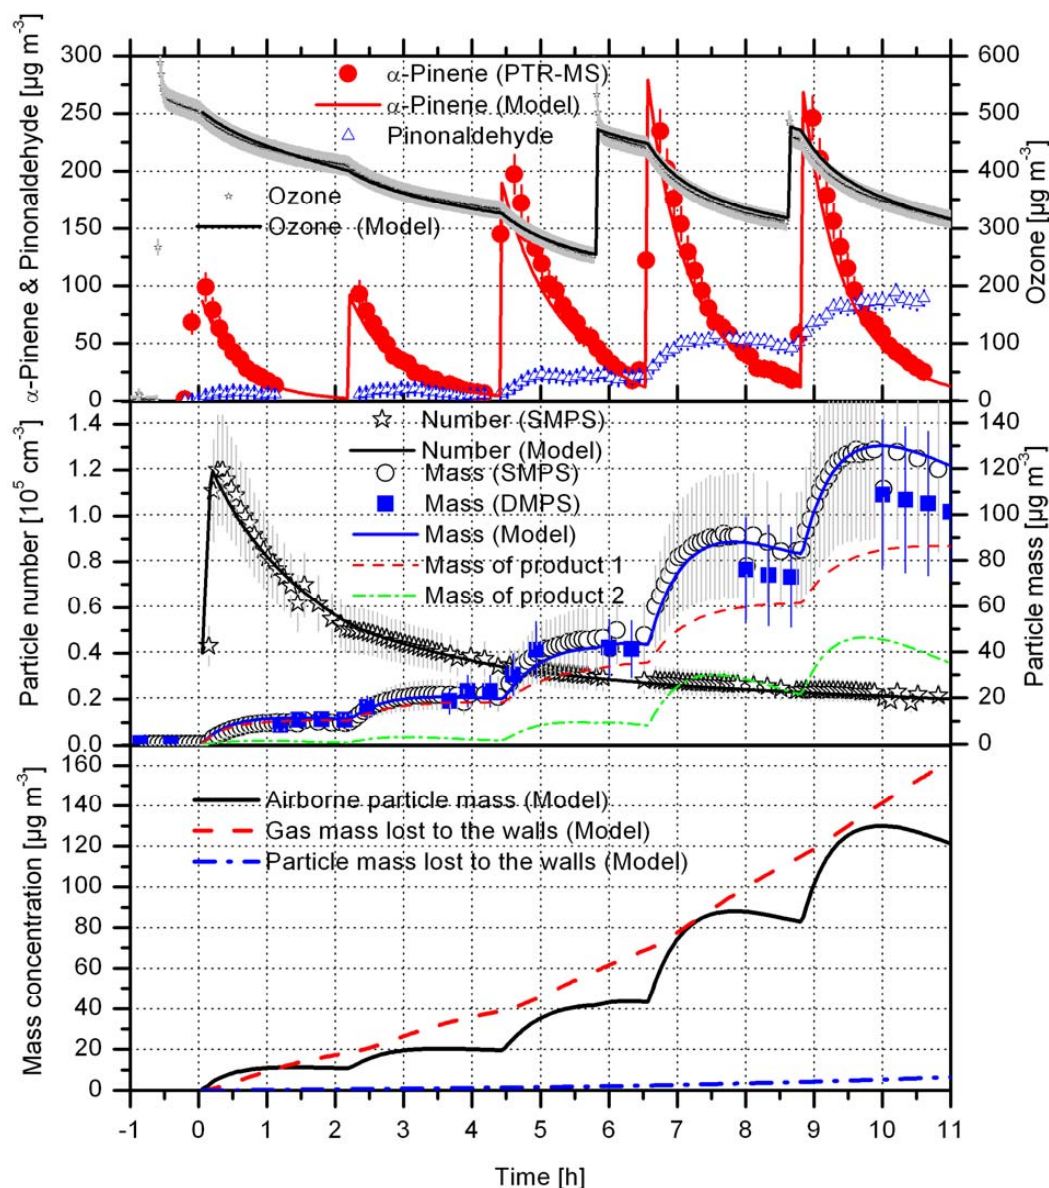 300
250
200
150
100
50
0
α-Pinene & Pinonaldehyde [µg m⁻³]
α-Pinene (PTR-MS)
α-Pinene (Model)
Pinonaldehyde
Ozone
Ozone (Model)
600
500
400
300
200
100
0
Ozone [µg m⁻³]
1.4
1.2
1.0
0.8
0.6
0.4
0.2
0.0
Particle number [10⁵ cm⁻³]
Number (SMPS)
Number (Model)
Mass (SMPS)
Mass (DMPS)
Mass (Model)
Mass of product 1
Mass of product 2
140
120
100
80
60
40
20
0
Particle mass [µg m⁻³]
160
140
120
100
80
60
40
20
0
Mass concentration [µg m⁻³]
Airborne particle mass (Model)
Gas mass lost to the walls (Model)
Particle mass lost to the walls (Model)
-1 0 1 2 3 4 5 6 7 8 9 10 11
Time [h]